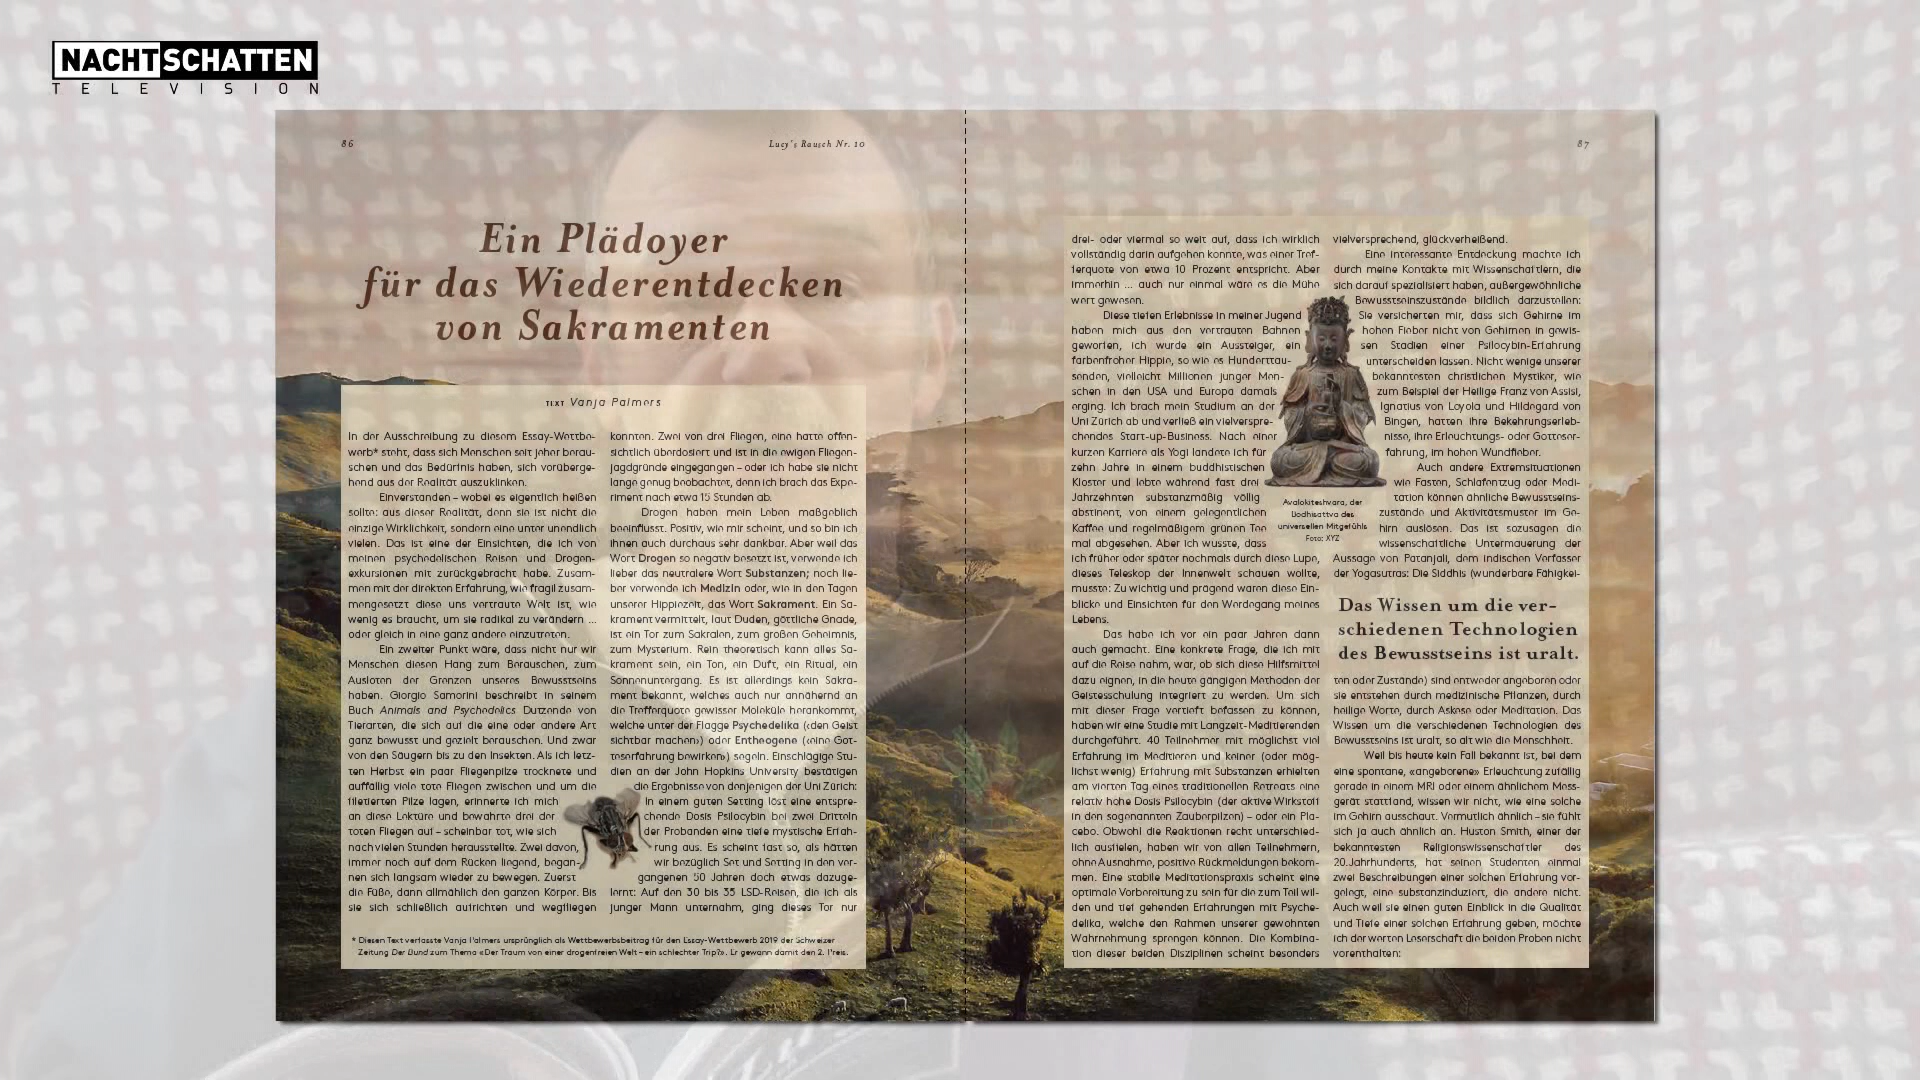 NACHTSCHATTEN
TELEVISION
86
Lucy's Rausch Nr. 10
Ein Plädoyer
für das Wiederentdecken
von Sakramenten
TEXT Vanja Palmers
In der Ausschreibung zu diesem Essay-Wettbe-
werb* steht, dass sich Menschen seit jeher berau-
schen und das Bedürfnis haben, sich vorüberge-
hend aus der Realität auszuklinken.
Einverstanden – wobei es eigentlich heißen
sollte: aus dieser Realität, denn sie ist nicht die
einzige Wirklichkeit, sondern eine unter unendlich
vielen. Das ist eine der Einsichten, die ich von
meinen psychedelischen Reisen und Drogen-
exkursionen mit zurückgebracht habe. Zusam-
men mit der direkten Erfahrung, wie fragil zusam-
mengesetzt diese uns vertraute Welt ist, wie
wenig es braucht, um sie radikal zu verändern ...
oder gleich in eine ganz andere einzutreten.
Ein zweiter Punkt wäre, dass nicht nur wir
Menschen diesen Hang zum Berauschen, zum
Ausloten der Grenzen unseres Bewusstseins
haben. Giorgio Samorini beschreibt in seinem
Buch Animals and Psychedelics Dutzende von
Tierarten, die sich auf die eine oder andere Art
ganz bewusst und gezielt berauschen. Und zwar
von den Säugern bis zu den Insekten. Als ich letz-
ten Herbst ein paar Fliegenpilze trocknete und
auffällig viele tote Fliegen zwischen und um die
filetierten Pilze lagen, erinnerte ich mich
an diese Lektüre und bewahrte drei der
toten Fliegen auf – scheinbar tot, wie sich
nach vielen Stunden herausstellte. Zwei davon,
immer noch auf dem Rücken liegend, began-
nen sich langsam wieder zu bewegen. Zuerst
die Füße, dann allmählich den ganzen Körper. Bis
sie sich schließlich aufrichten und wegfliegen
konnten. Zwei von drei Fliegen, eine hatte offen-
sichtlich überdosiert und ist in die ewigen Fliegen-
jagdgründe eingegangen – oder ich habe sie nicht
lange genug beobachtet, denn ich brach das Expe-
riment nach etwa 15 Stunden ab.
Drogen haben mein Leben maßgeblich
beeinflusst. Positiv, wie mir scheint, und so bin ich
ihnen auch durchaus sehr dankbar. Aber weil das
Wort Drogen so negativ besetzt ist, verwende ich
lieber das neutralere Wort Substanzen; noch lie-
ber verwende ich Medizin oder, wie in den Tagen
unserer Hippiezeit, das Wort Sakrament. Ein Sa-
krament vermittelt, laut Duden, göttliche Gnade,
ist ein Tor zum Sakralen, zum großen Geheimnis,
zum Mysterium. Rein theoretisch kann alles Sa-
krament sein, ein Ton, ein Duft, ein Ritual, ein
Sonnenuntergang. Es ist allerdings kein Sakra-
ment bekannt, welches auch nur annähernd an
die Trefferquote gewisser Moleküle herankommt,
welche unter der Flagge Psychedelika («den Geist
sichtbar machen») oder Entheogene («eine Got-
teserfahrung bewirken») segeln. Einschlägige Stu-
dien an der John Hopkins University bestätigen
die Ergebnisse von denjenigen der Uni Zürich:
In einem guten Setting löst eine entspre-
chende Dosis Psilocybin bei zwei Dritteln
der Probanden eine tiefe mystische Erfah-
rung aus. Es scheint fast so, als hätten
wir bezüglich Set und Setting in den ver-
gangenen 50 Jahren doch etwas dazuge-
lernt: Auf den 30 bis 35 LSD-Reisen, die ich als
junger Mann unternahm, ging dieses Tor nur
* Diesen Text verfasste Vanja Palmers ursprünglich als Wettbewerbsbeitrag für den Essay-Wettbewerb 2019 der Schweizer
Zeitung Der Bund zum Thema «Der Traum von einer drogenfreien Welt – ein schlechter Trip?». Er gewann damit den 2. Preis.
87
drei- oder viermal so weit auf, dass ich wirklich
vollständig darin aufgehen konnte, was einer Tref-
ferquote von etwa 10 Prozent entspricht. Aber
immerhin ... auch nur einmal wäre es die Mühe
wert gewesen.
Diese tiefen Erlebnisse in meiner Jugend
haben mich aus den vertrauten Bahnen
geworfen, ich wurde ein Aussteiger, ein
farbenfroher Hippie, so wie es Hunderttau-
senden, vielleicht Millionen junger Men-
schen in den USA und Europa damals
erging. Ich brach mein Studium an der
Uni Zürich ab und verließ ein vielverspre-
chendes Start-up-Business. Nach einer
kurzen Karriere als Yogi landete ich für
zehn Jahre in einem buddhistischen
Kloster und lebte während fast drei
Jahrzehnten substanzmäßig völlig
abstinent, von einem gelegentlichen
Kaffee und regelmäßigem grünen Tee
mal abgesehen. Aber ich wusste, dass
ich früher oder später nochmals durch diese Lupe,
dieses Teleskop der Innenwelt schauen wollte,
musste: Zu wichtig und prägend waren diese Ein-
blicke und Einsichten für den Werdegang meines
Lebens.
Das habe ich vor ein paar Jahren dann
auch gemacht. Eine konkrete Frage, die ich mit
auf die Reise nahm, war, ob sich diese Hilfsmittel
dazu eignen, in die heute gängigen Methoden der
Geistesschulung integriert zu werden. Um sich
mit dieser Frage vertieft befassen zu können,
haben wir eine Studie mit Langzeit-Meditierenden
durchgeführt. 40 Teilnehmer mit möglichst viel
Erfahrung im Meditieren und keiner (oder mög-
lichst wenig) Erfahrung mit Substanzen erhielten
am vierten Tag eines traditionellen Retreats eine
relativ hohe Dosis Psilocybin (der aktive Wirkstoff
in den sogenannten Zauberpilzen) – oder ein Pla-
cebo. Obwohl die Reaktionen recht unterschied-
lich ausfielen, haben wir von allen Teilnehmern,
ohne Ausnahme, positive Rückmeldungen bekom-
men. Eine stabile Meditationspraxis scheint eine
optimale Vorbereitung zu sein für die zum Teil wil-
den und tief gehenden Erfahrungen mit Psyche-
delika, welche den Rahmen unserer gewohnten
Wahrnehmung sprengen können. Die Kombina-
tion dieser beiden Disziplinen scheint besonders
Avalokiteshvara, der
Bodhisattva des
universellen Mitgefühls
Foto: XYZ
vielversprechend, glückverheißend.
Eine interessante Entdeckung machte ich
durch meine Kontakte mit Wissenschaftlern, die
sich darauf spezialisiert haben, außergewöhnliche
Bewusstseinszustände bildlich darzustellen:
Sie versicherten mir, dass sich Gehirne im
hohen Fieber nicht von Gehirnen in gewis-
sen Stadien einer Psilocybin-Erfahrung
unterscheiden lassen. Nicht wenige unserer
bekanntesten christlichen Mystiker, wie
zum Beispiel der Heilige Franz von Assisi,
Ignatius von Loyola und Hildegard von
Bingen, hatten ihre Bekehrungserleb-
nisse, ihre Erleuchtungs- oder Gotteser-
fahrung, im hohen Wundfieber.
Auch andere Extremsituationen
wie Fasten, Schlafentzug oder Medi-
tation können ähnliche Bewusstseins-
zustände und Aktivitätsmuster im Ge-
hirn auslösen. Das ist sozusagen die
wissenschaftliche Untermauerung der
Aussage von Patanjali, dem indischen Verfasser
der Yogasutras: Die Siddhis (wunderbare Fähigkei-
Das Wissen um die ver-
schiedenen Technologien
des Bewusstseins ist uralt.
ten oder Zustände) sind entweder angeboren oder
sie entstehen durch medizinische Pflanzen, durch
heilige Worte, durch Askese oder Meditation. Das
Wissen um die verschiedenen Technologien des
Bewusstseins ist uralt, so alt wie die Menschheit.
Weil bis heute kein Fall bekannt ist, bei dem
eine spontane, «angeborene» Erleuchtung zufällig
gerade in einem MRI oder einem ähnlichem Mess-
gerät stattfand, wissen wir nicht, wie eine solche
im Gehirn ausschaut. Vermutlich ähnlich – sie fühlt
sich ja auch ähnlich an. Huston Smith, einer der
bekanntesten Religionswissenschaftler des
20.Jahrhunderts, hat seinen Studenten einmal
zwei Beschreibungen einer solchen Erfahrung vor-
gelegt, eine substanzinduziert, die andere nicht.
Auch weil sie einen guten Einblick in die Qualität
und Tiefe einer solchen Erfahrung geben, möchte
ich der werten Leserschaft die beiden Proben nicht
vorenthalten: